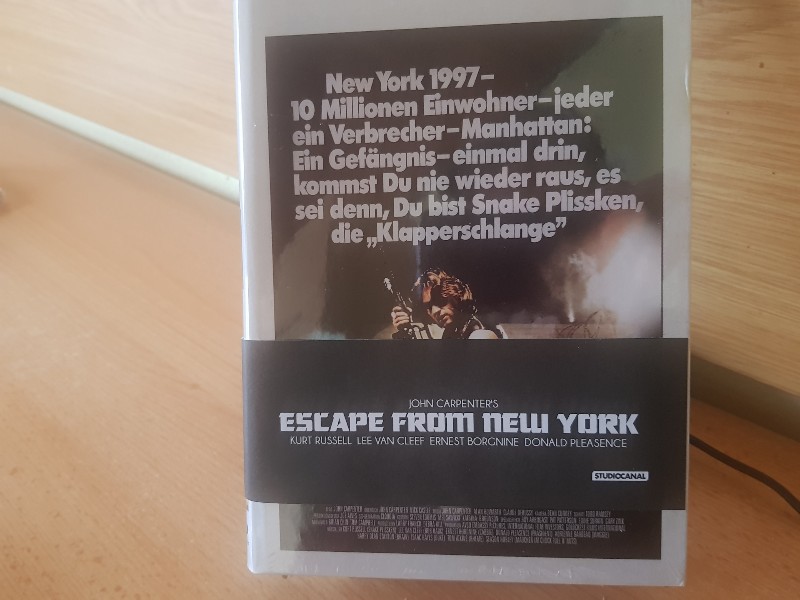 New York 1997–
10 Millionen Einwohner–jeder
ein Verbrecher–Manhattan:
Ein Gefängnis–einmal drin,
kommst Du nie wieder raus, es
sei denn, Du bist Snake Plissken,
die „Klapperschlange”
JOHN CARPENTER'S
ESCAPE FROM NEW YORK
KURT RUSSELL LEE VAN CLEEF ERNEST BORGNINE DONALD PLEASENCE
STUDIOCANAL